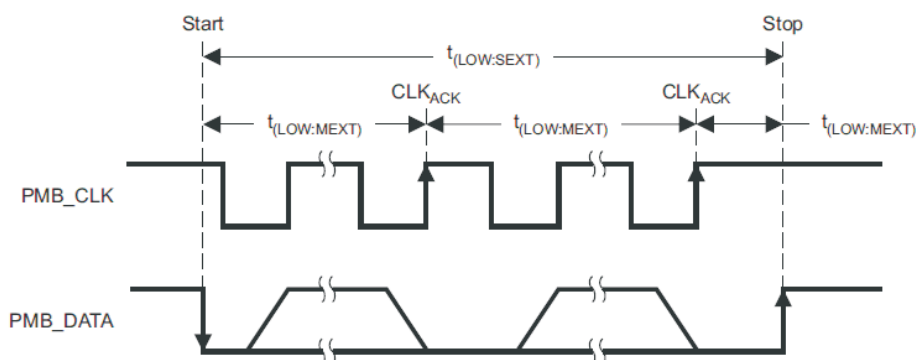 Start
Stop
t(LOW:SEXT)
CLKACK
CLKACK
t(LOW:MEXT)
t(LOW:MEXT)
t(LOW:MEXT)
PMB_CLK
PMB_DATA